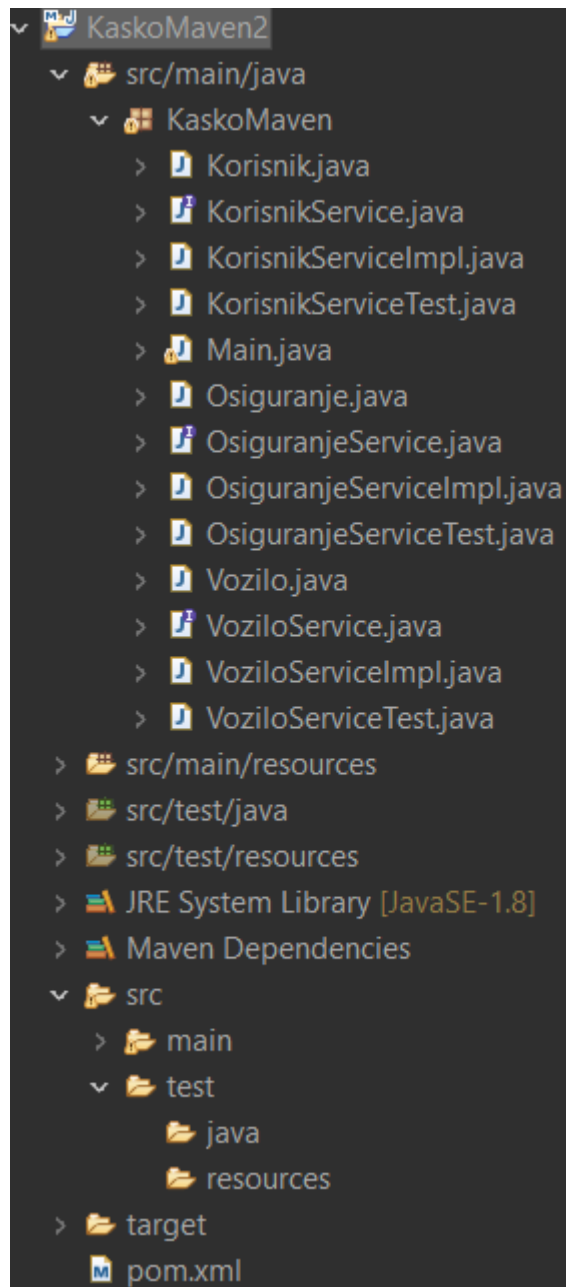 KaskoMaven2
src/main/java
KaskoMaven
Korisnik.java
KorisnikService.java
KorisnikServiceImpl.java
KorisnikServiceTest.java
Main.java
Osiguranje.java
OsiguranjeService.java
OsiguranjeServiceImpl.java
OsiguranjeServiceTest.java
Vozilo.java
VoziloService.java
VoziloServiceImpl.java
VoziloServiceTest.java
src/main/resources
src/test/java
src/test/resources
JRE System Library [JavaSE-1.8]
Maven Dependencies
src
main
test
java
resources
target
pom.xml